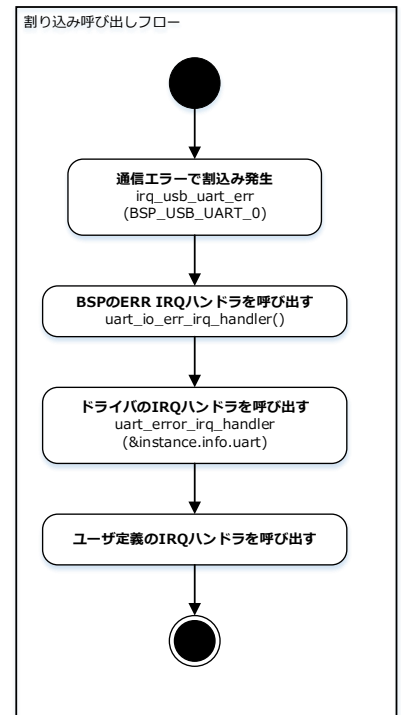 割り込み呼び出しフロー
通信エラーで割込み発生
irq_usb_uart_err
(BSP_USB_UART_0)
BSPのERR IRQハンドラを呼び出す
uart_io_err_irq_handler()
ドライバのIRQハンドラを呼び出す
uart_error_irq_handler
(&instance.info.uart)
ユーザ定義のIRQハンドラを呼び出す